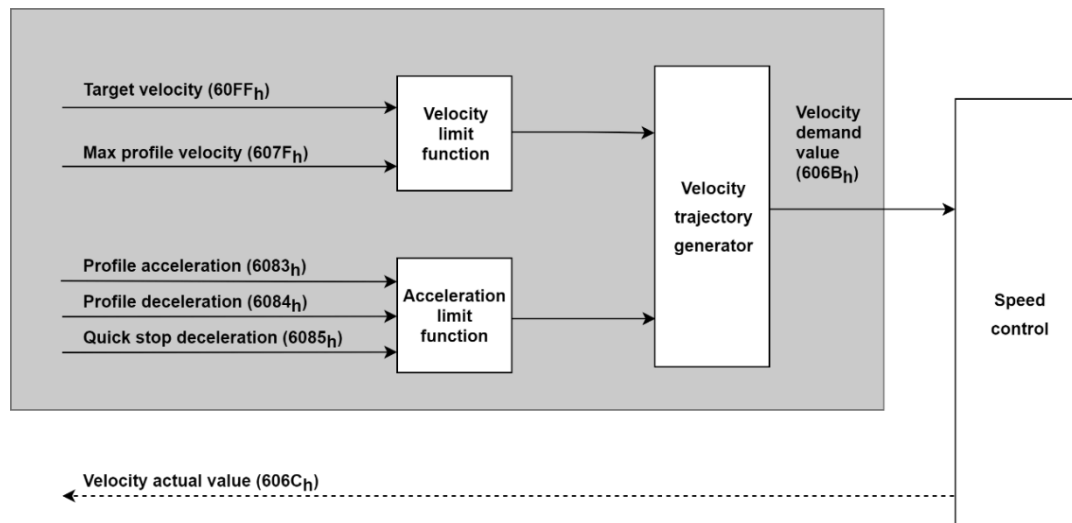 Target velocity (60FFh)
Max profile velocity (607Fh)
Velocity
limit
function
Profile acceleration (6083h)
Profile deceleration (6084h)
Quick stop deceleration (6085h)
Acceleration
limit
function
Velocity
trajectory
generator
Velocity
demand
value
(606Bh)
Speed
control
Velocity actual value (606Ch)